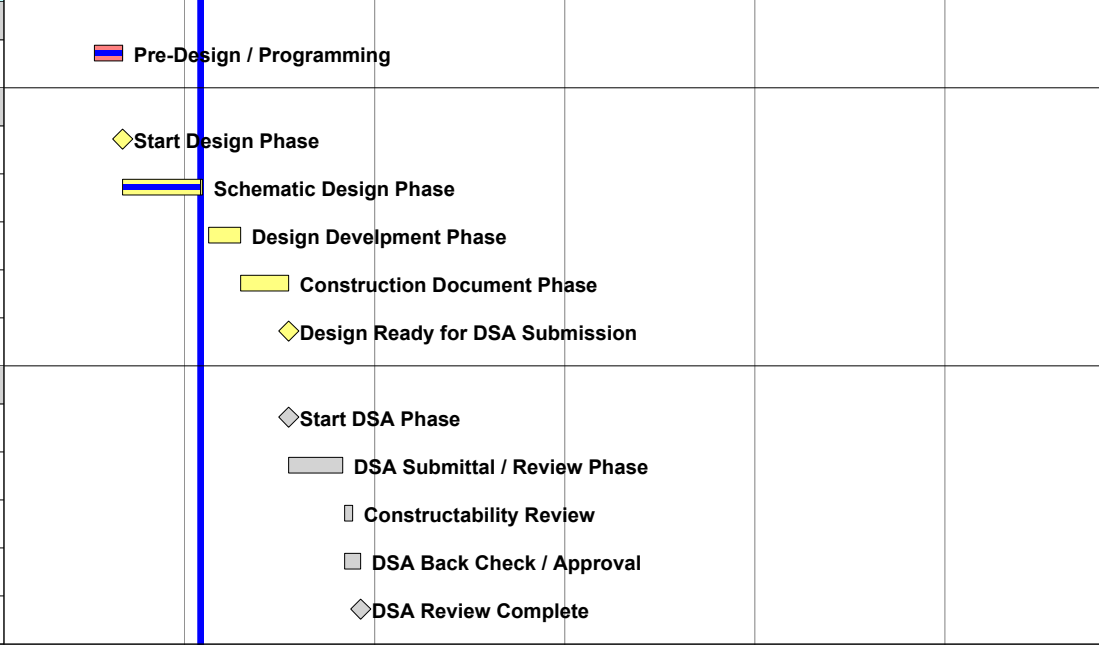 Pre-Design / Programming
Start Design Phase
Schematic Design Phase
Design Develpment Phase
Construction Document Phase
Design Ready for DSA Submission
Start DSA Phase
DSA Submittal / Review Phase
Constructability Review
DSA Back Check / Approval
DSA Review Complete